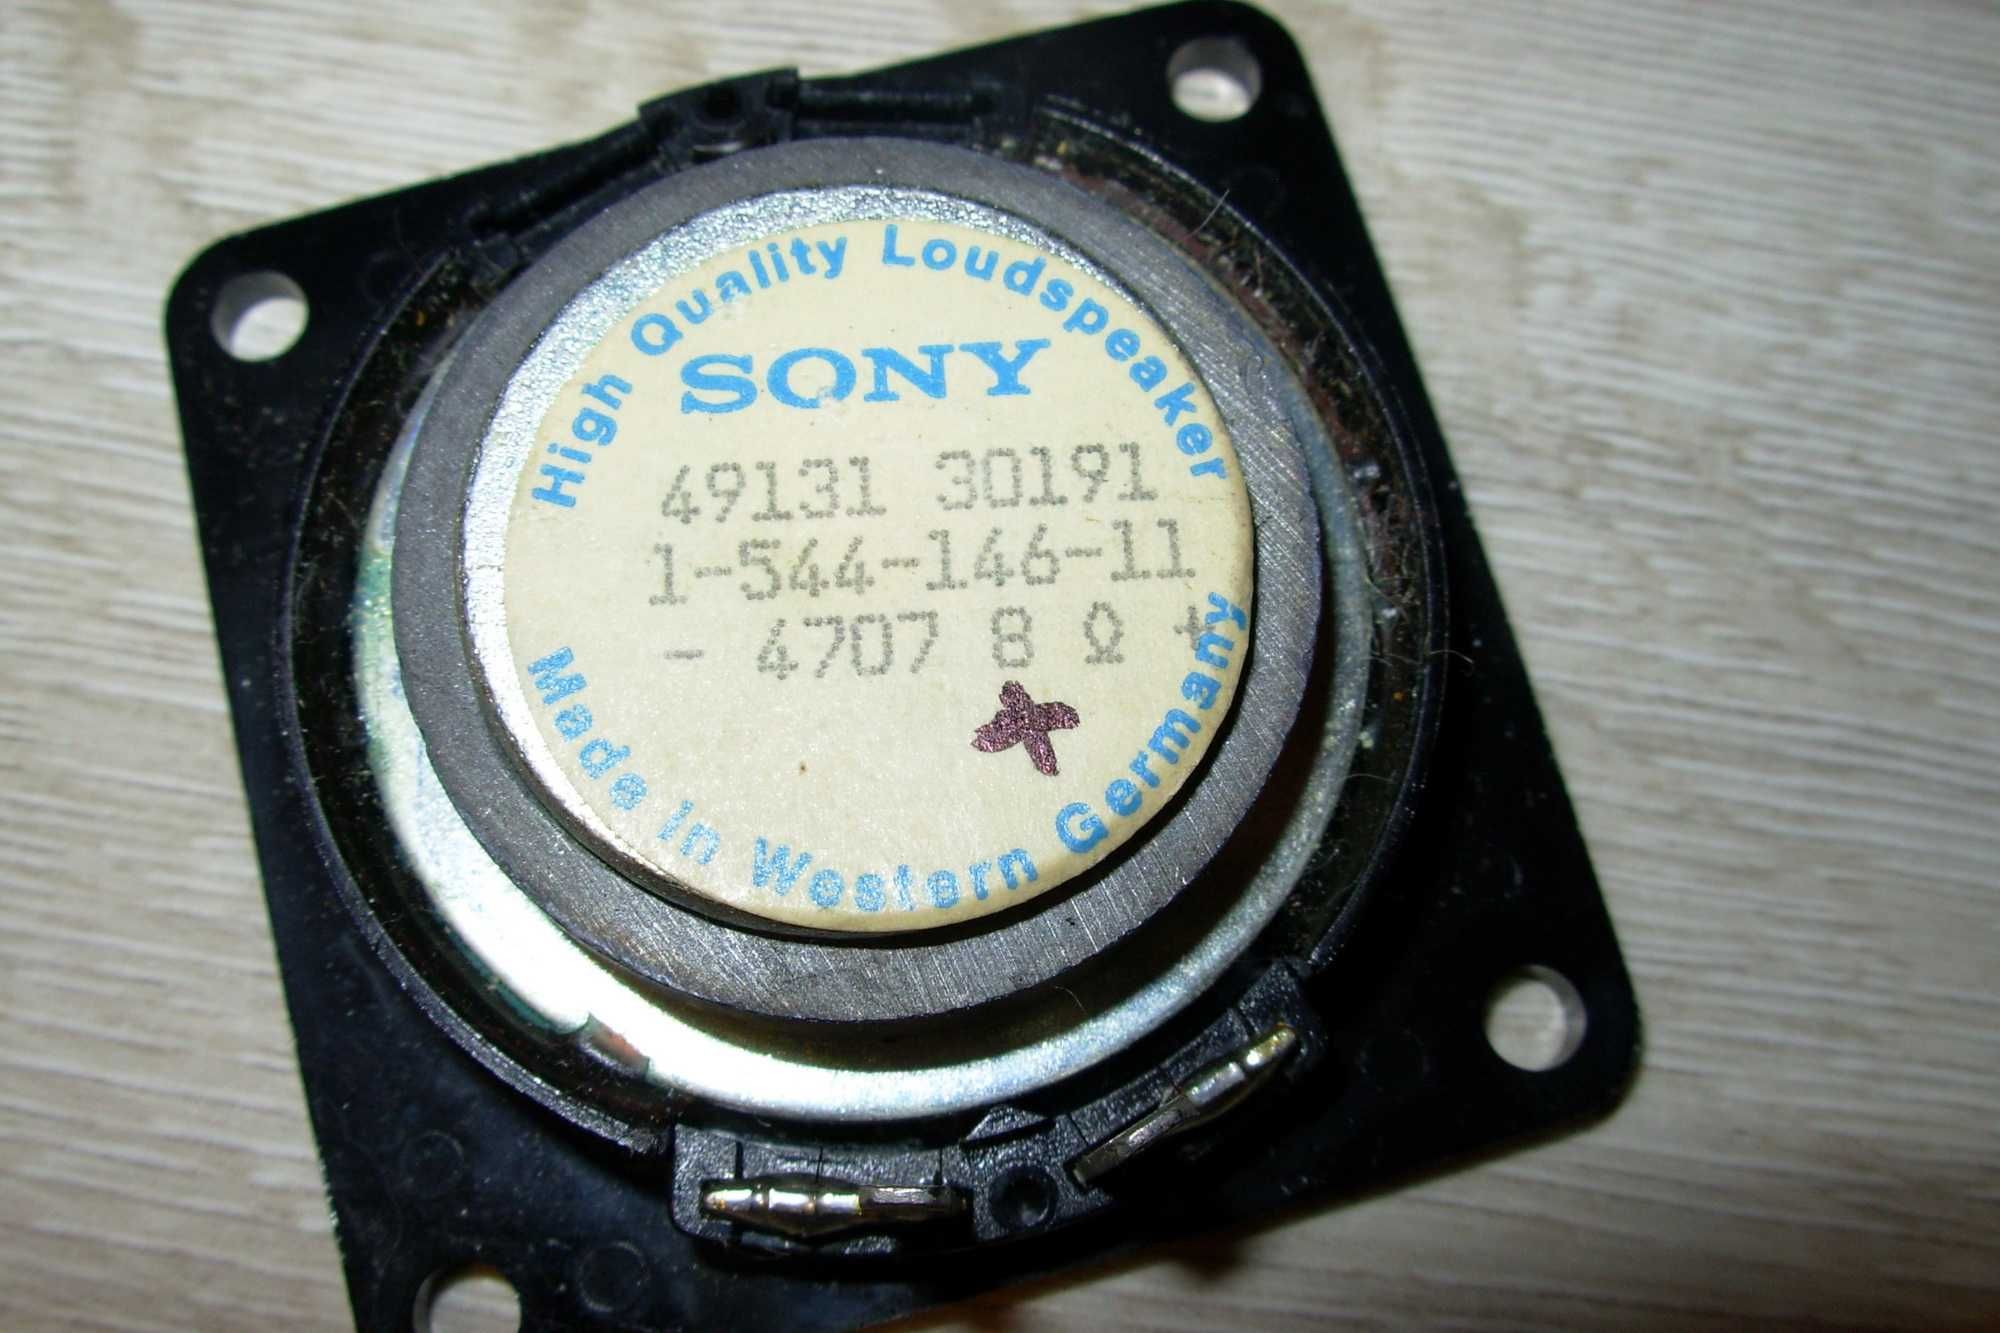 High Quality Loudspeaker
SONY
49131 30191
1-544-146-11
- 4707 8 Ω +
Made in Western Germany